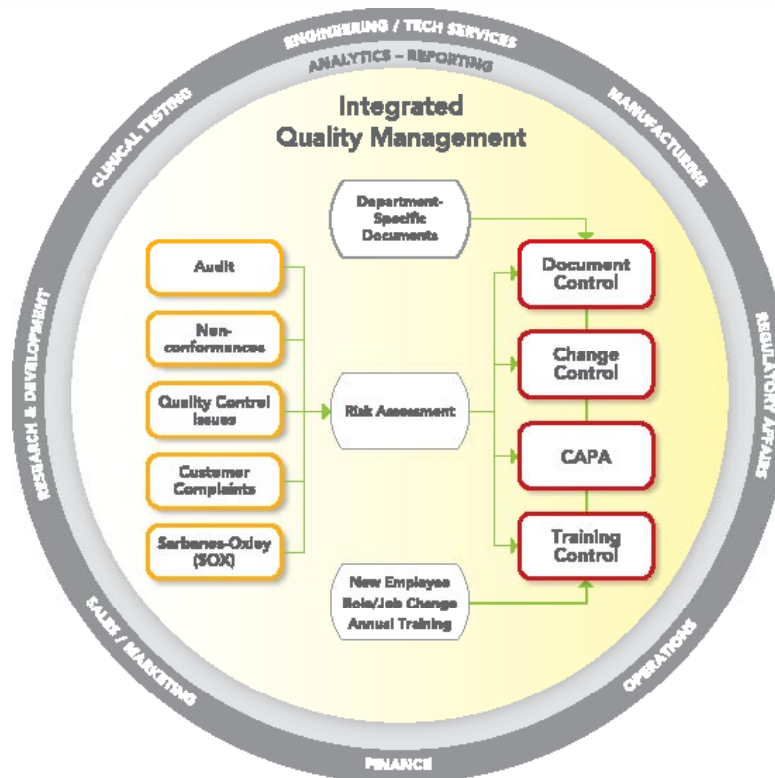 ENGINEERING / TECH SERVICES
ANALYTICS – REPORTING
CLINICAL TESTING
MANUFACTURING
Integrated
Quality Management
Department-
Specific
Documents
Audit
Document
Control
Non-
conformances
Change
Control
RESEARCH & DEVELOPMENT
REGULATORY AFFAIRS
Quality Control
Issues
Risk Assessment
Customer
Complaints
CAPA
Sarbanes-Oxley
(SOX)
Training
Control
New Employee
Role/Job Change
Annual Training
SALES / MARKETING
OPERATIONS
FINANCE